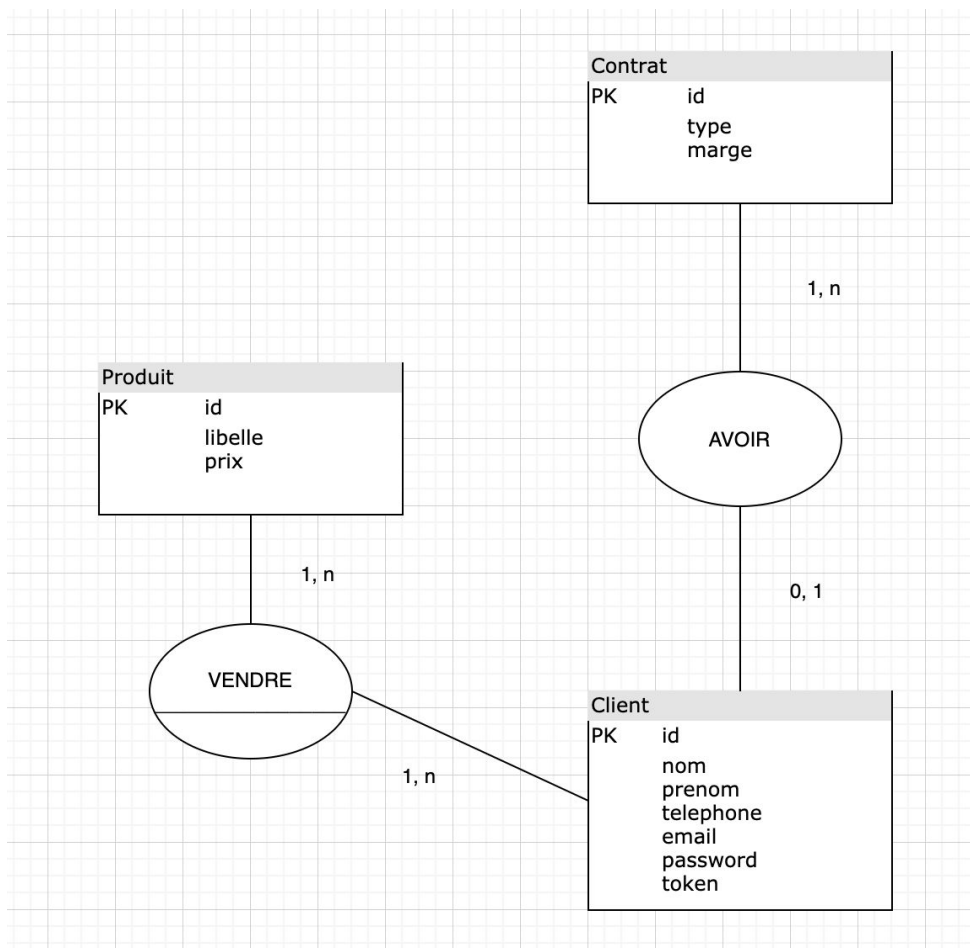 Contrat
PK id
type
marge
1, n
Produit
PK id
libelle
prix
AVOIR
1, n
0, 1
VENDRE
1, n
Client
PK id
nom
prenom
telephone
email
password
token